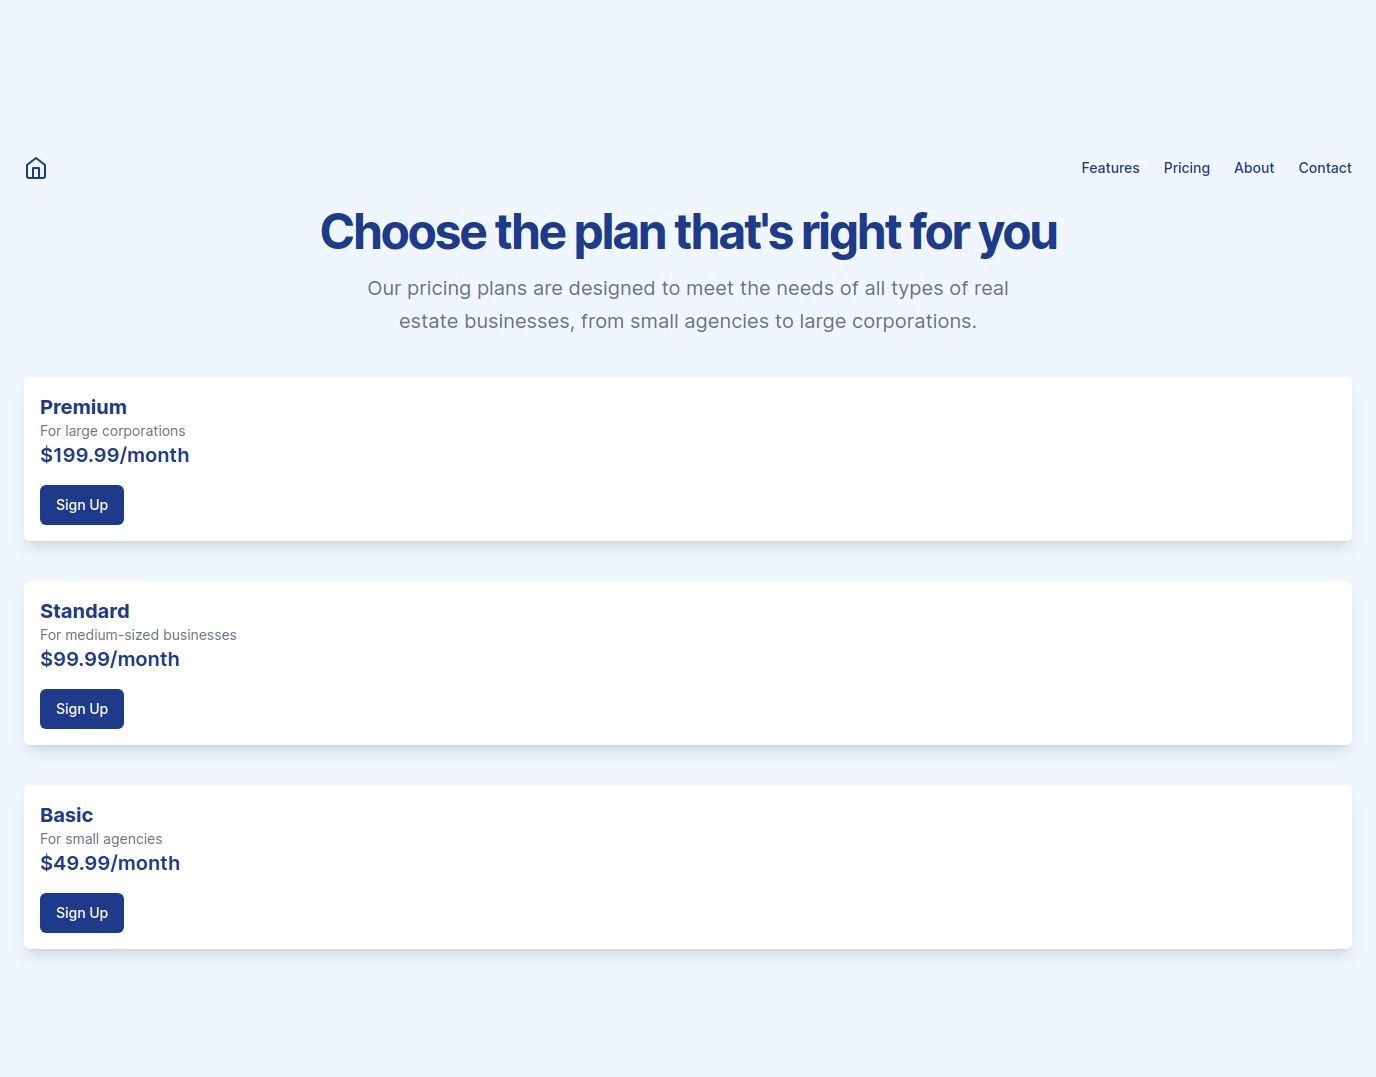 Features Pricing About Contact
Choose the plan that's right for you
Our pricing plans are designed to meet the needs of all types of real
estate businesses, from small agencies to large corporations.
Premium
For large corporations
$199.99/month
Sign Up
Standard
For medium-sized businesses
$99.99/month
Sign Up
Basic
For small agencies
$49.99/month
Sign Up